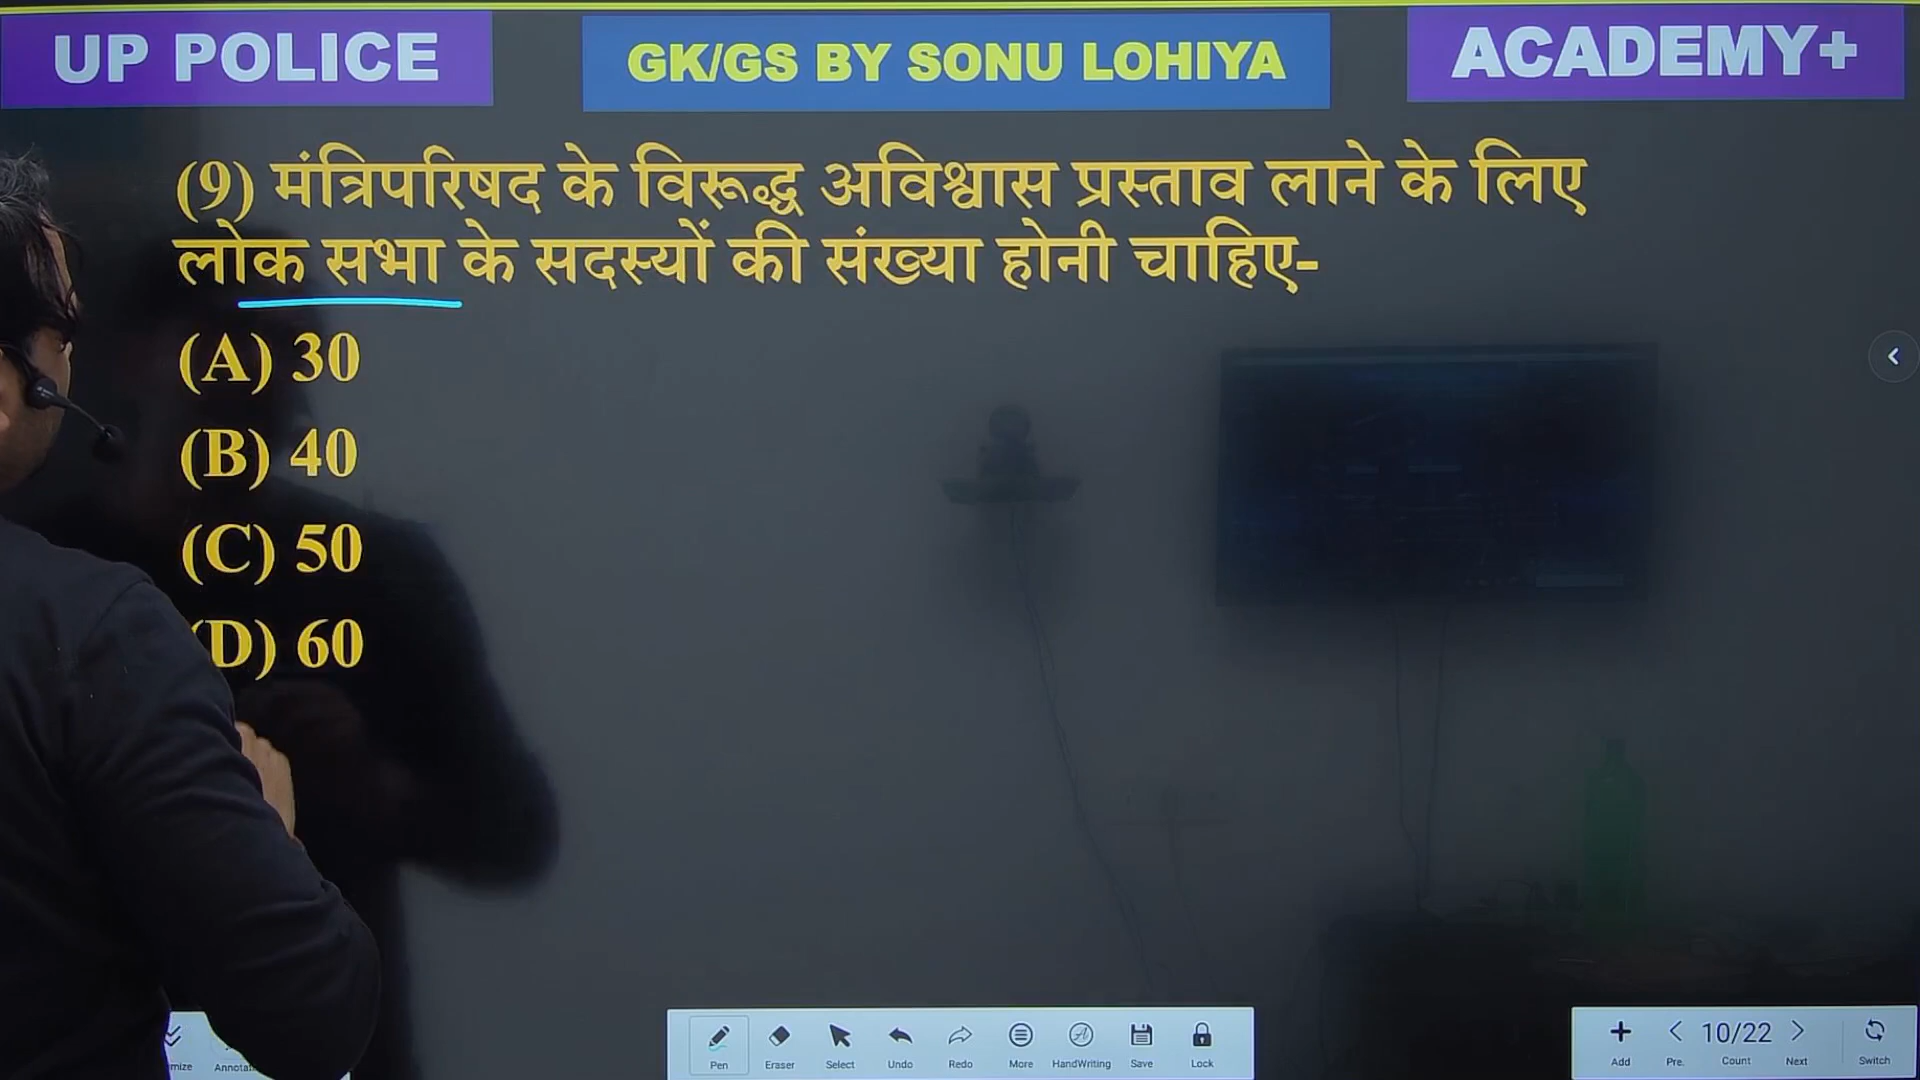 UP POLICE
GK/GS BY SONU LOHIYA
ACADEMY+
(9) मंत्रिपरिषद के विरूद्ध अविश्वास प्रस्ताव लाने के लिए
लोक सभा के सदस्यों की संख्या होनी चाहिए-
(A) 30
(B) 40
(C) 50
(D) 60
Pen
Eraser
Select
Undo
Redo
More
HandWriting
Save
Lock
Add
Pre.
10/22
Count
Next
Switch